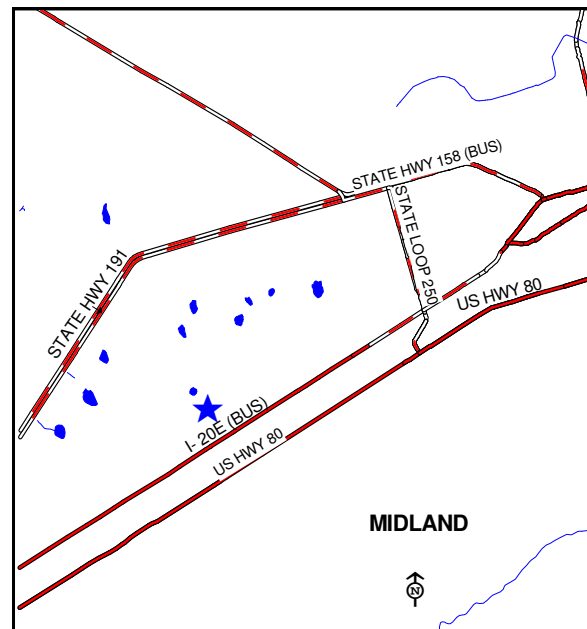 STATE HWY 158 (BUS)
STATE LOOP 250
STATE HWY 191
US HWY 80
I- 20E (BUS)
US HWY 80
MIDLAND
N